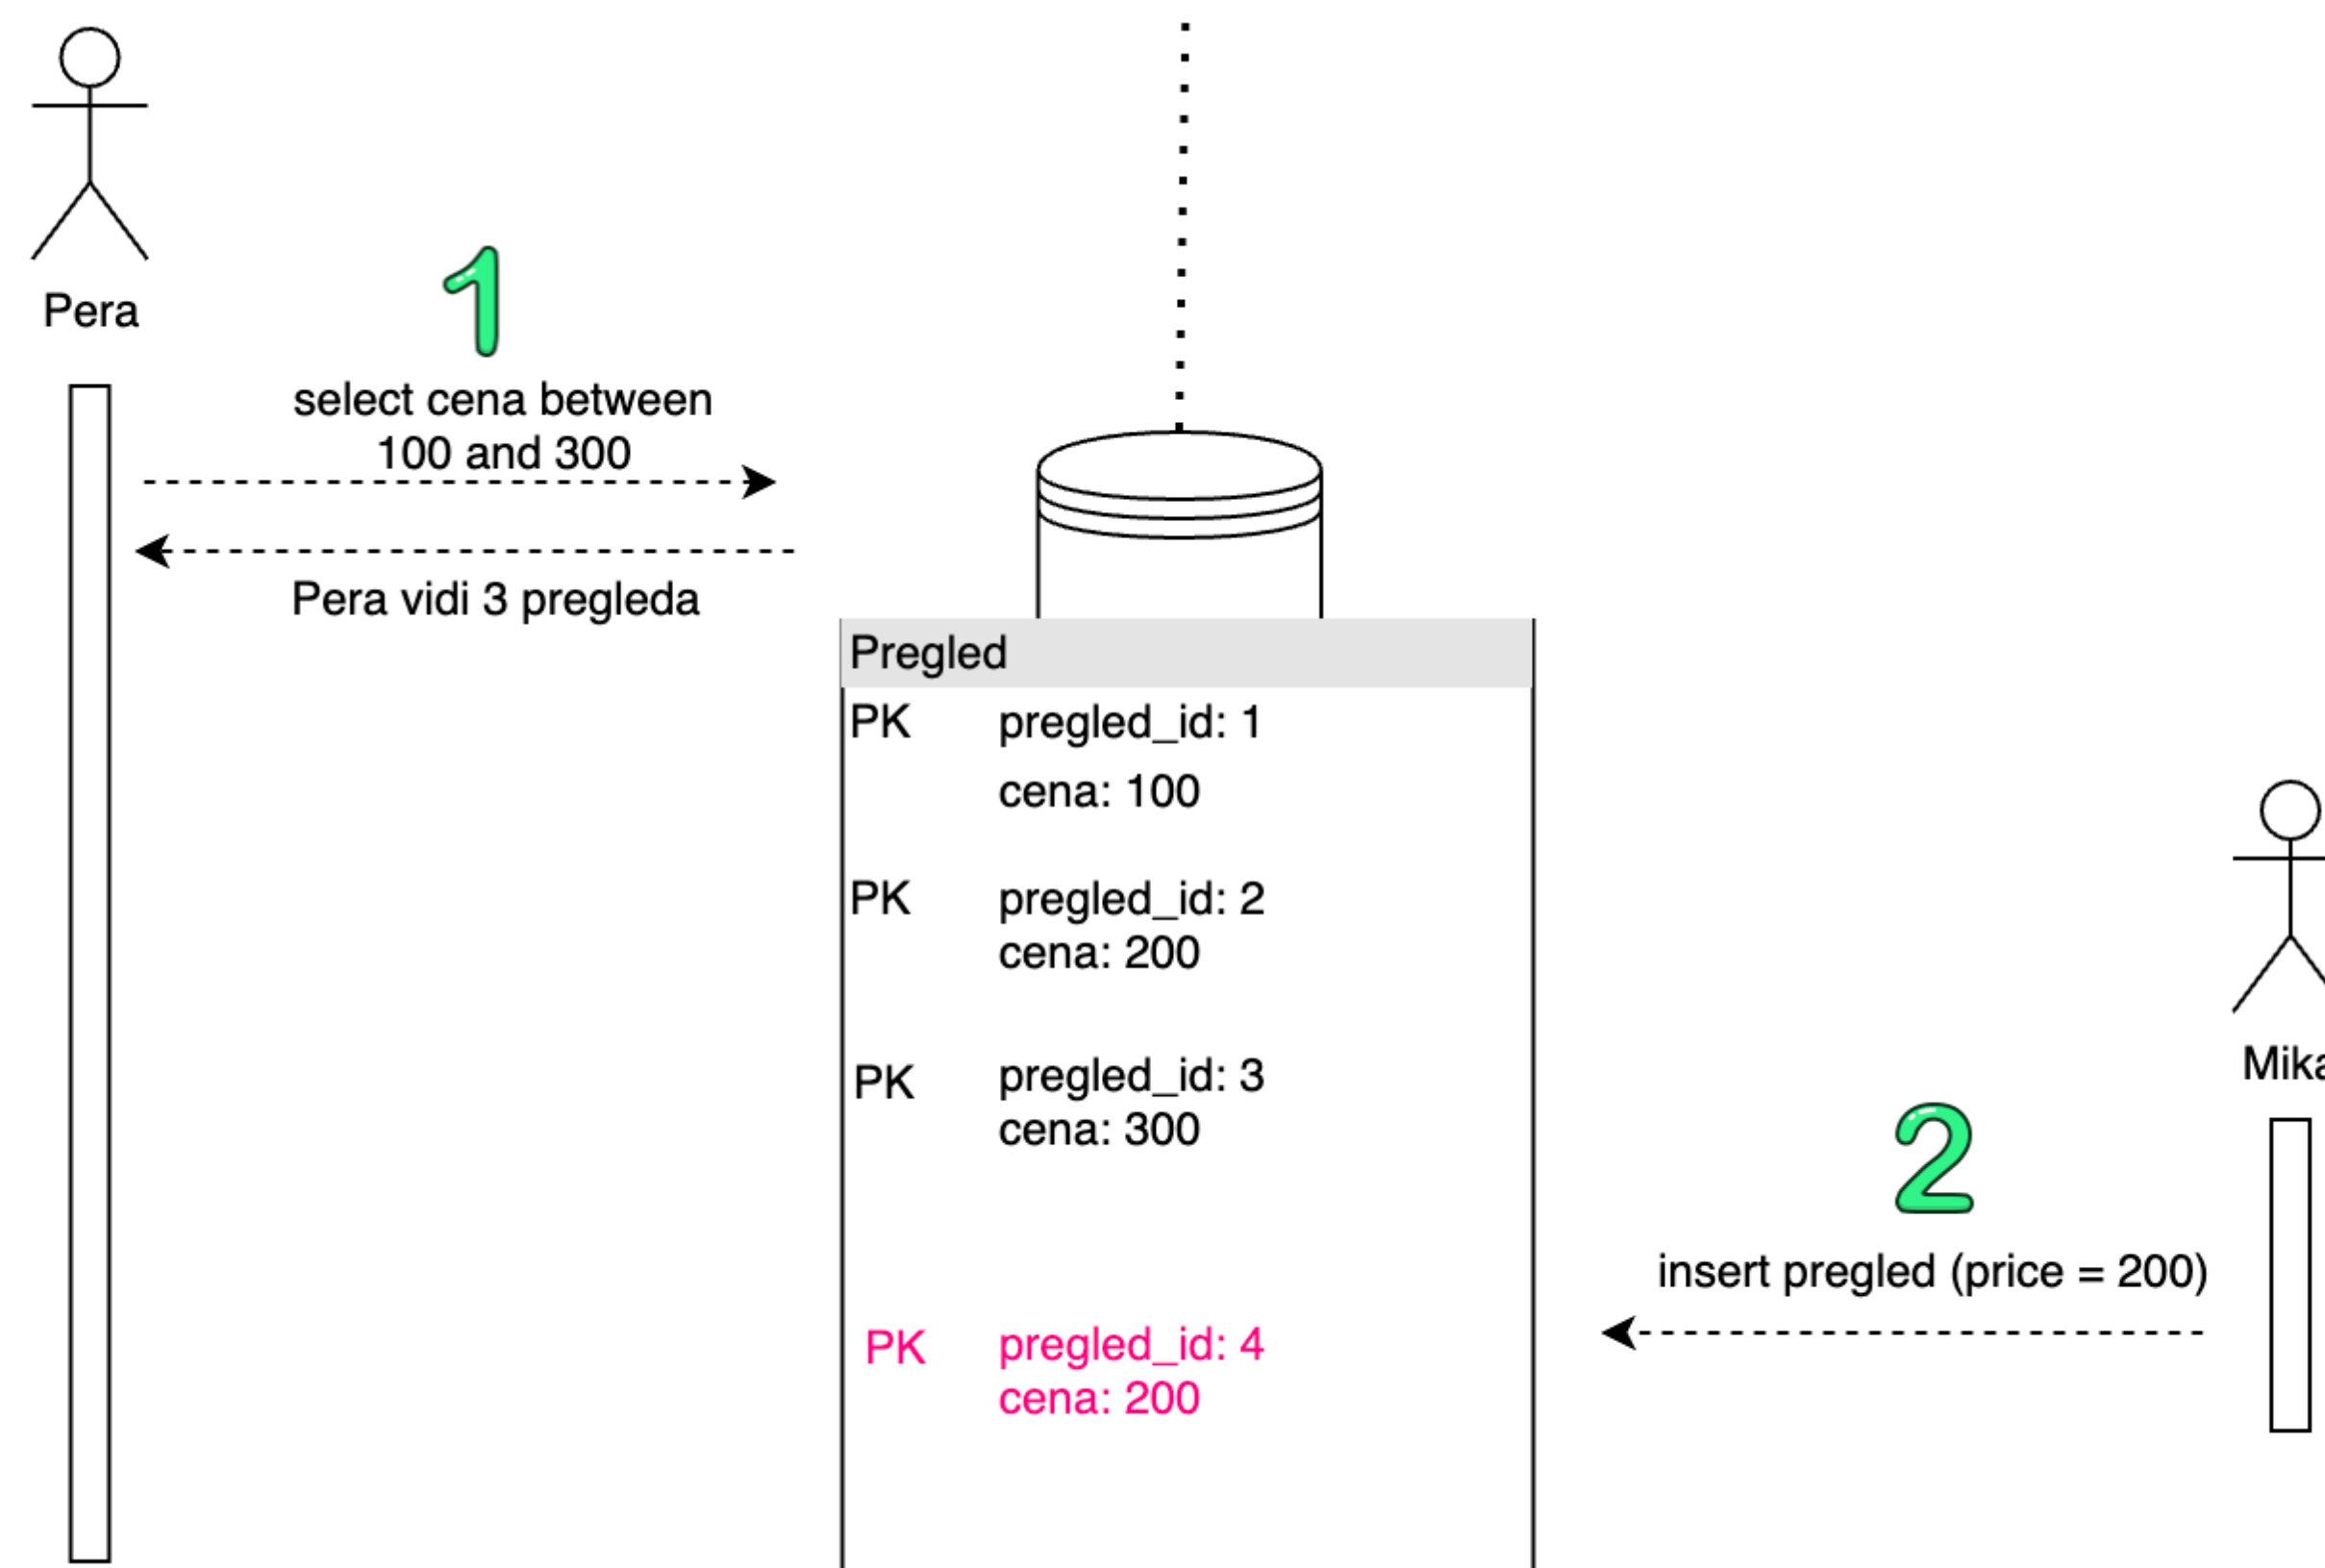 Pera
1
select cena between
100 and 300
Pera vidi 3 pregleda
Pregled
PK pregled_id: 1
cena: 100
PK pregled_id: 2
cena: 200
PK pregled_id: 3
cena: 300
Mika
2
insert pregled (price = 200)
PK pregled_id: 4
cena: 200